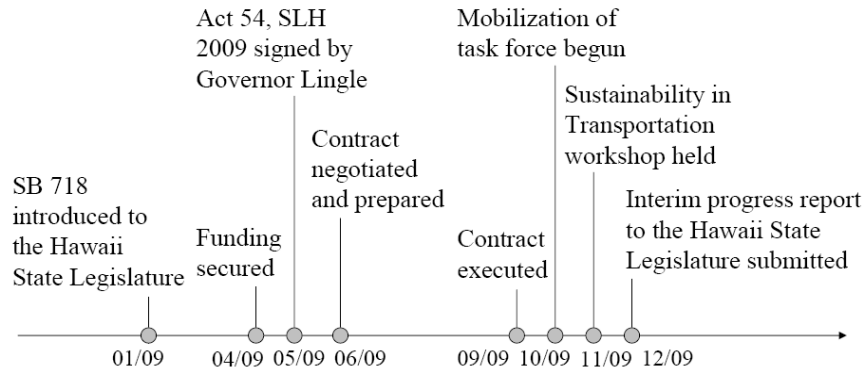 SB 718
introduced to
the Hawaii
State Legislature
Funding
secured
Act 54, SLH
2009 signed by
Governor Lingle
Contract
negotiated
and prepared
Contract
executed
Mobilization of
task force begun
Sustainability in
Transportation
workshop held
Interim progress report
to the Hawaii State
Legislature submitted
01/09
04/09
05/09
06/09
09/09
10/09
11/09
12/09